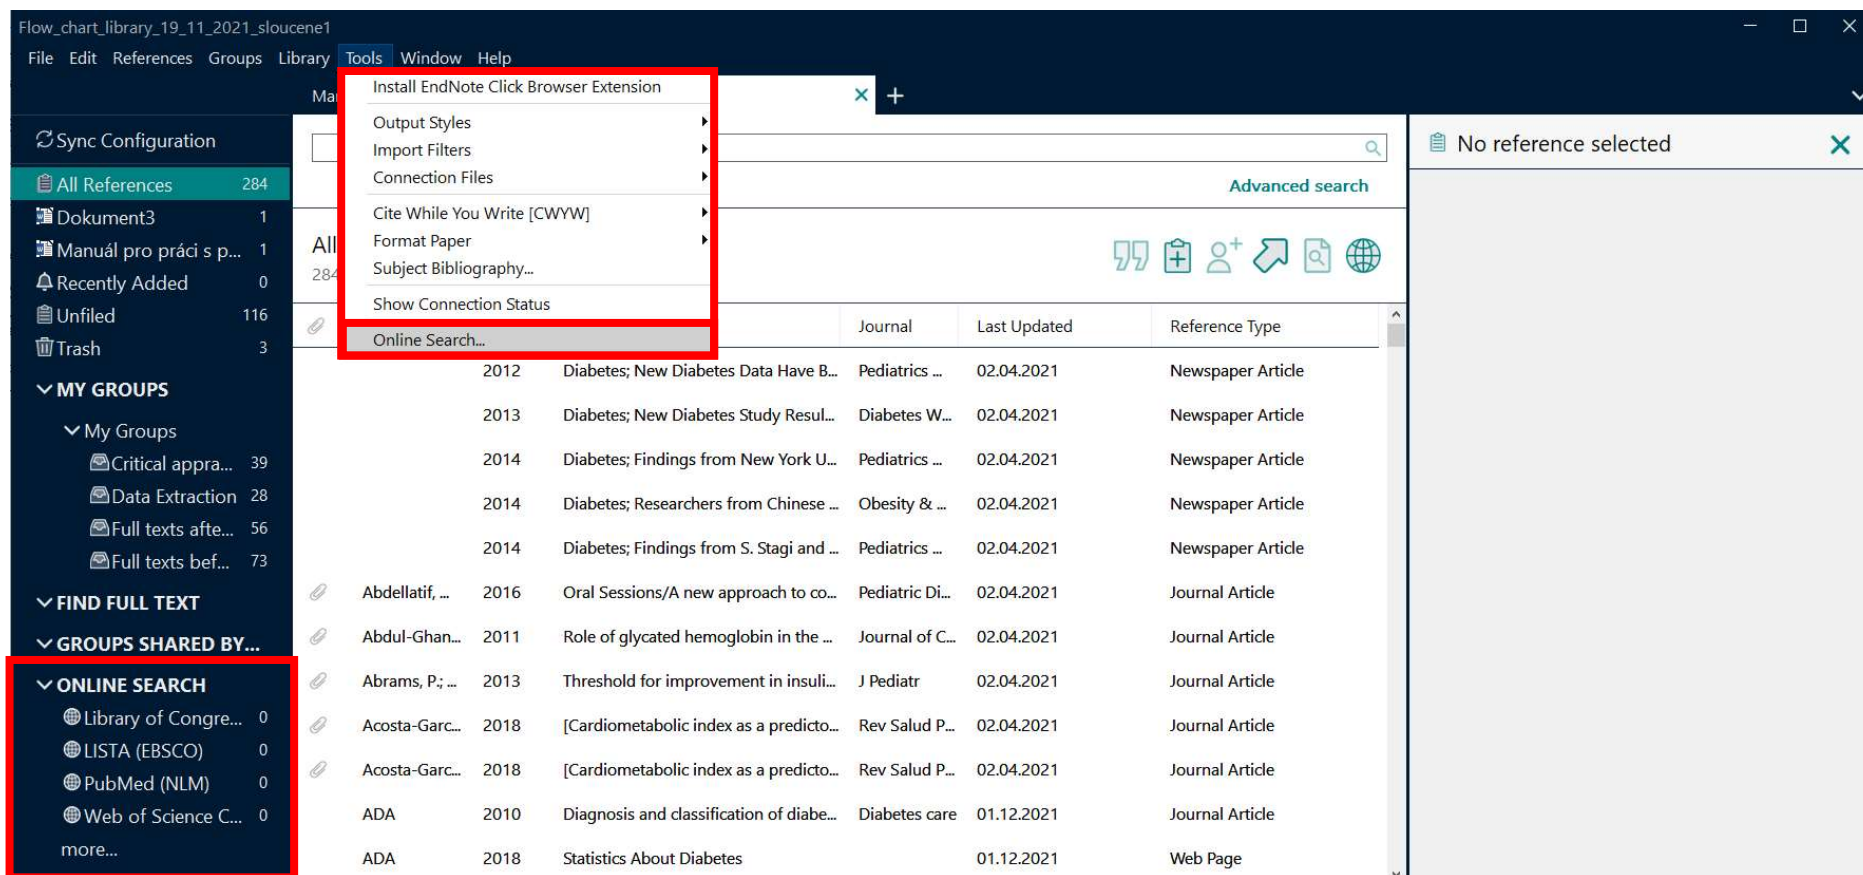 Flow_chart_library_19_11_2021_sloucene1
File Edit References Groups Library Tools Window Help
Install EndNote Click Browser Extension
Output Styles
Import Filters
Connection Files
Cite While You Write [CWYW]
Format Paper
Subject Bibliography...
Show Connection Status
Online Search...
Sync Configuration
All References 284
Dokument3 1
Manuál pro práci s p... 1
Recently Added 0
Unfiled 116
Trash 3
MY GROUPS
My Groups
Critical appra... 39
Data Extraction 28
Full texts afte... 56
Full texts bef... 73
FIND FULL TEXT
GROUPS SHARED BY...
ONLINE SEARCH
Library of Congre... 0
LISTA (EBSCO) 0
PubMed (NLM) 0
Web of Science C... 0
more...
Advanced search
All
284
Journal Last Updated Reference Type
2012 Diabetes; New Diabetes Data Have B... Pediatrics ... 02.04.2021 Newspaper Article
2013 Diabetes; New Diabetes Study Resul... Diabetes W... 02.04.2021 Newspaper Article
2014 Diabetes; Findings from New York U... Pediatrics ... 02.04.2021 Newspaper Article
2014 Diabetes; Researchers from Chinese ... Obesity & ... 02.04.2021 Newspaper Article
2014 Diabetes; Findings from S. Stagi and ... Pediatrics ... 02.04.2021 Newspaper Article
Abdellatif, ... 2016 Oral Sessions/A new approach to co... Pediatric Di... 02.04.2021 Journal Article
Abdul-Ghan... 2011 Role of glycated hemoglobin in the ... Journal of C... 02.04.2021 Journal Article
Abrams, P.; ... 2013 Threshold for improvement in insuli... J Pediatr 02.04.2021 Journal Article
Acosta-Garc... 2018 [Cardiometabolic index as a predicto... Rev Salud P... 02.04.2021 Journal Article
Acosta-Garc... 2018 [Cardiometabolic index as a predicto... Rev Salud P... 02.04.2021 Journal Article
ADA 2010 Diagnosis and classification of diabe... Diabetes care 01.12.2021 Journal Article
ADA 2018 Statistics About Diabetes 01.12.2021 Web Page
No reference selected